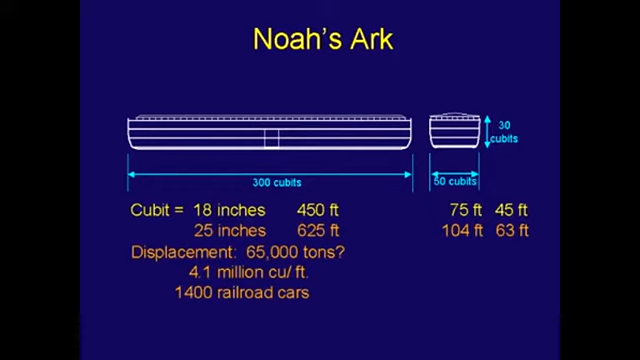 Noah's Ark
30
cubits
300 cubits
50 cubits
Cubit = 18 inches 450 ft 75 ft 45 ft
25 inches 625 ft 104 ft 63 ft
Displacement: 65,000 tons?
4.1 million cu/ ft.
1400 railroad cars